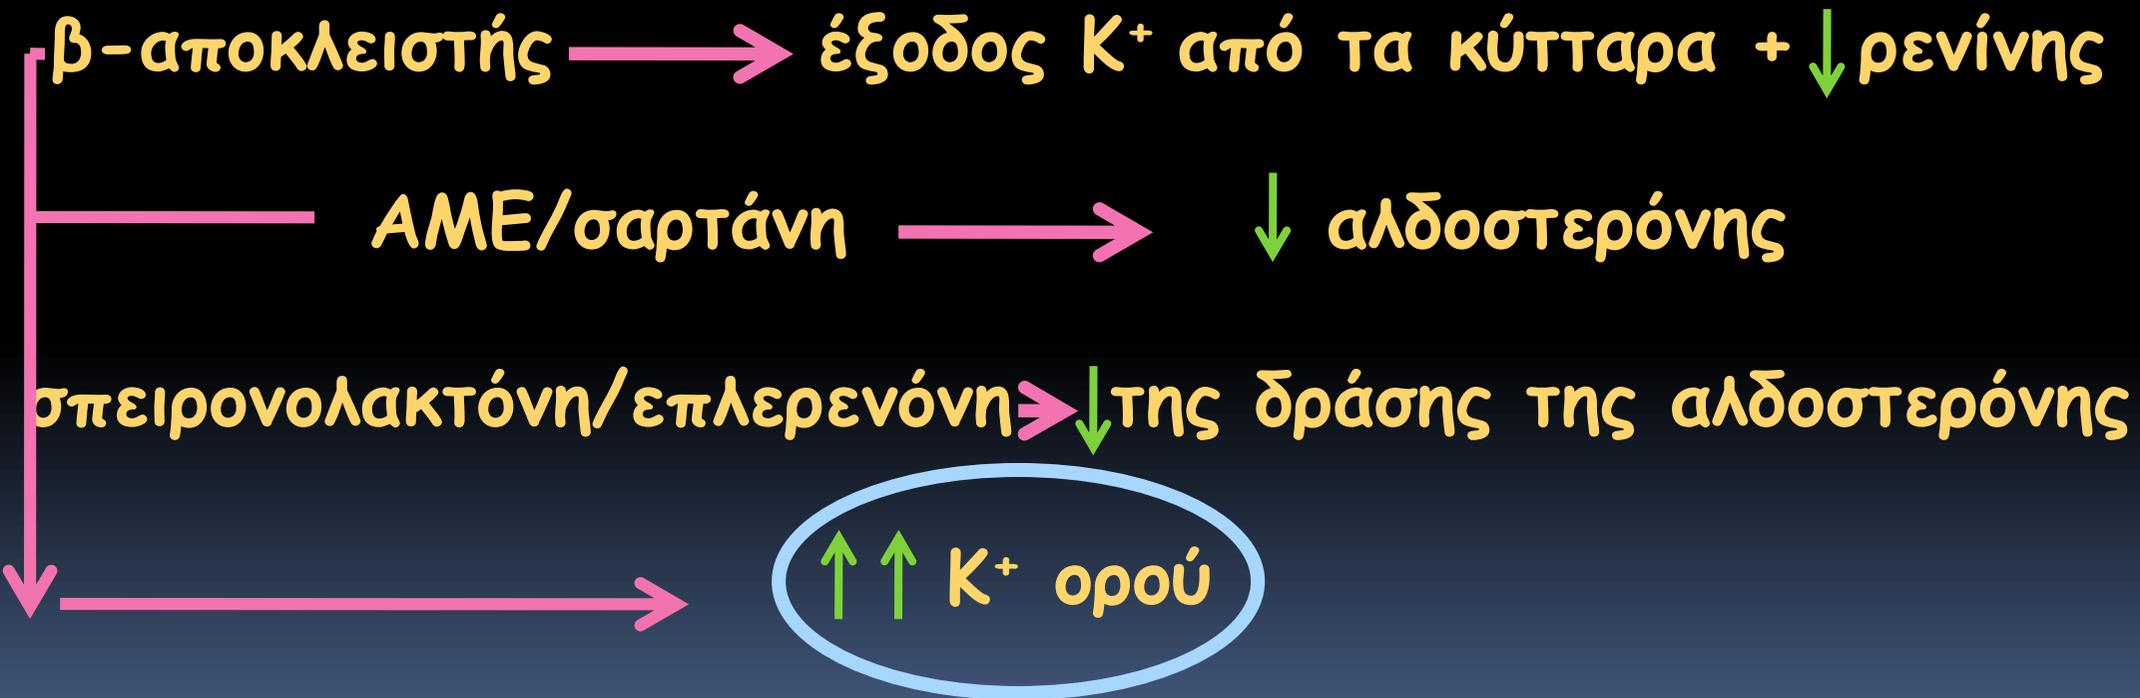 β-αποκλειστής → έξοδος Κ⁺ από τα κύτταρα + ↓ ρενίνης
ΑΜΕ/σαρτάνη → ↓ αλδοστερόνης
σπειρονολακτόνη/επλερενόνη → ↓ της δράσης της αλδοστερόνης
↑ ↑ Κ⁺ ορού